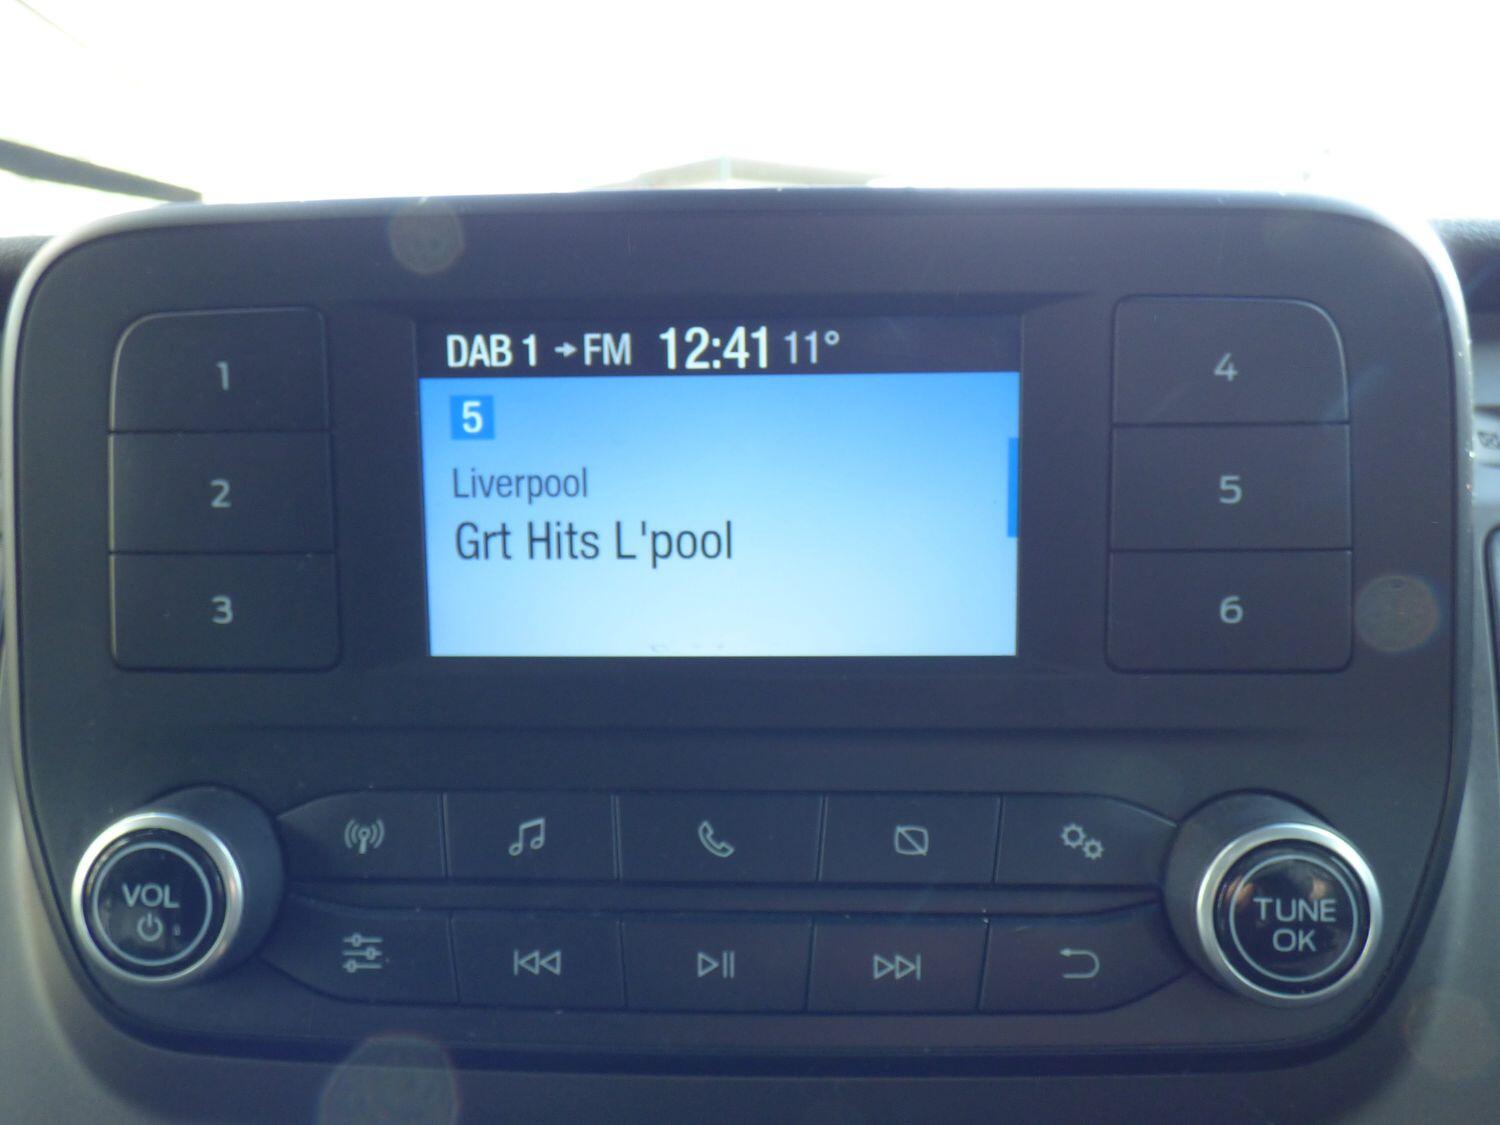 DAB 1 → FM 12:41 11°
5
Liverpool
Grt Hits L'pool
1
2
3
4
5
6
VOL
TUNE
OK